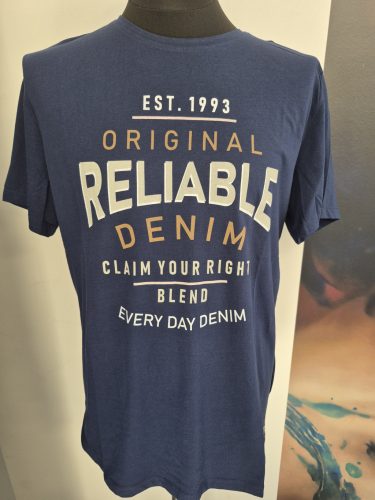 EST. 1993
ORIGINAL
RELIABLE
DENIM
CLAIM YOUR RIGHT
BLEND
EVERY DAY DENIM